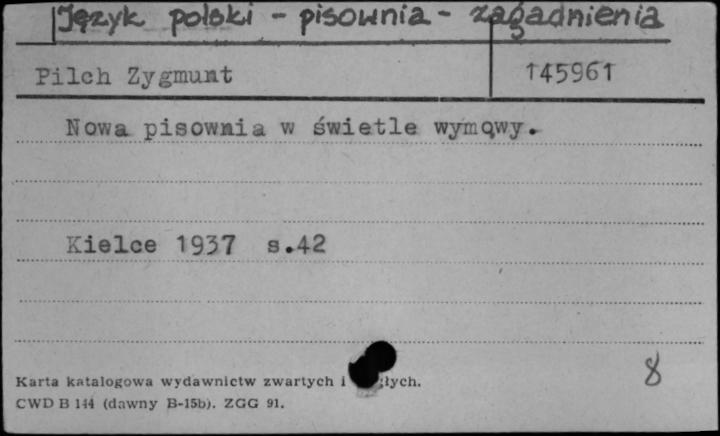 Język polski - pisownia - zagadnienia
Pilch Zygmunt 145961
Nowa pisownia w świetle wymowy.
Kielce 1937 s.42
8
Karta katalogowa wydawnictw zwartych i
CWD B 144 (dawny B-15b). ZGG 91.